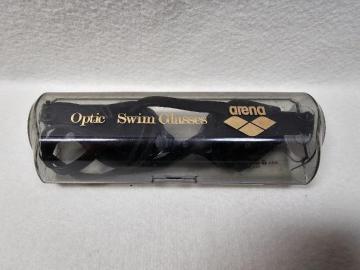 Optic Swim Glasses arena